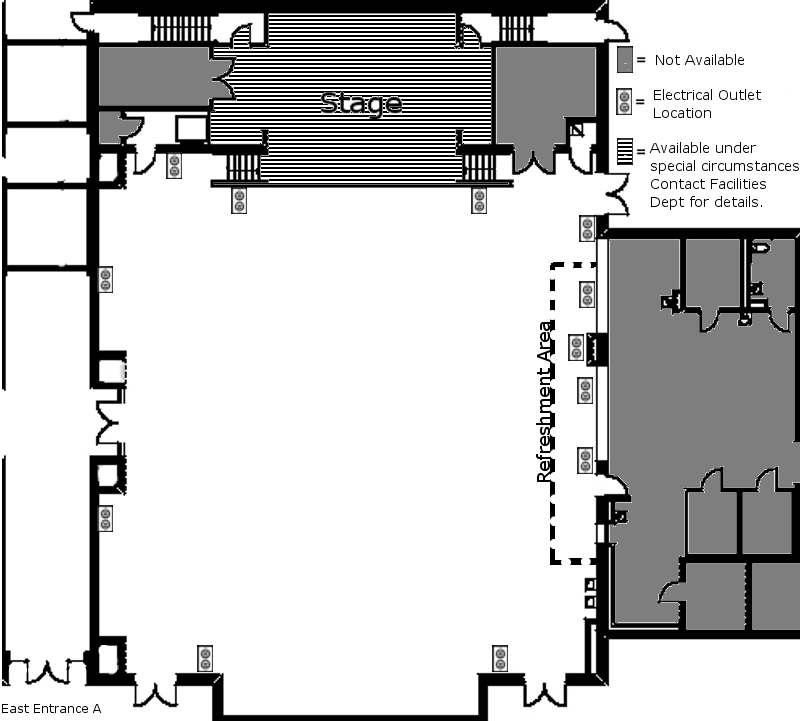 Stage
= Not Available
= Electrical Outlet
Location
= Available under
special circumstances
Contact Facilities
Dept for details.
Refreshment Area
East Entrance A